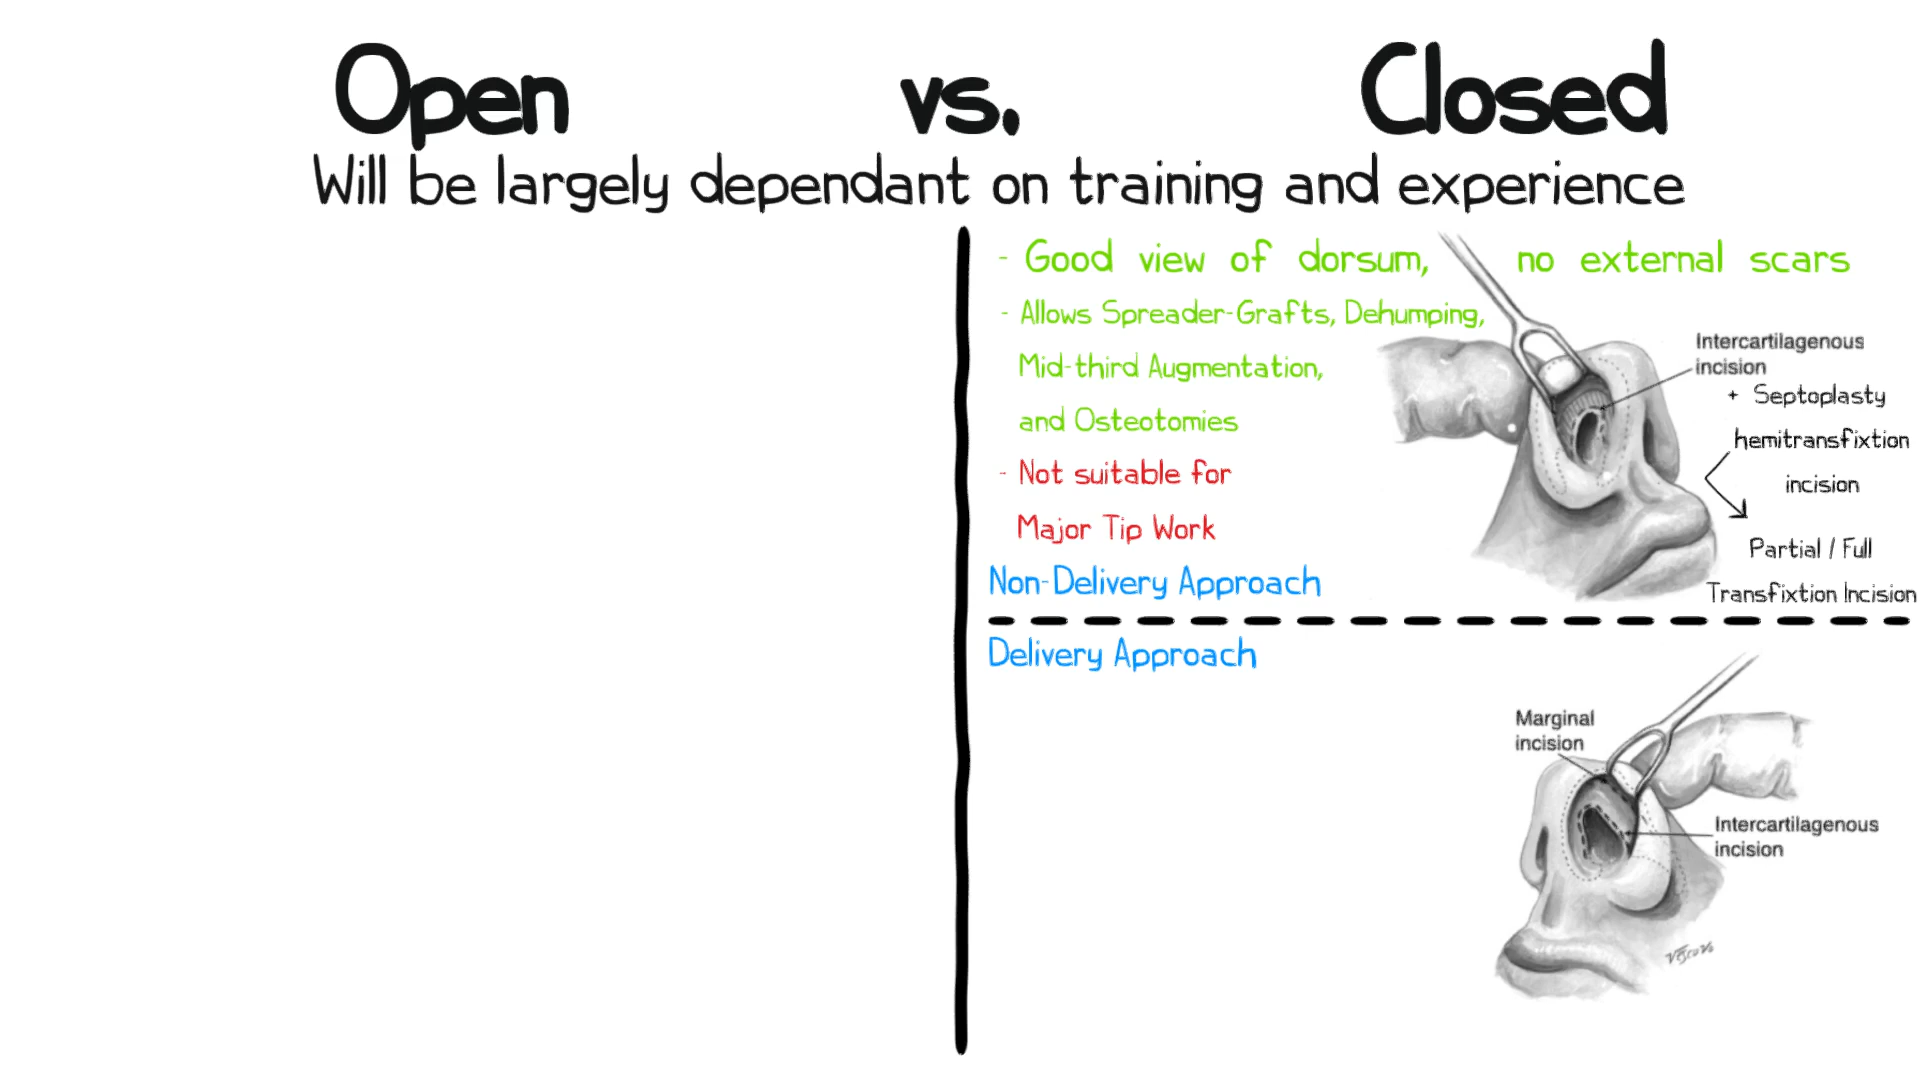 Open vs. Closed
Will be largely dependant on training and experience
- Good view of dorsum, no external scars
- Allows Spreader-Grafts, Dehumping,
Mid-third Augmentation,
and Osteotomies
- Not suitable for
Major Tip Work
Non-Delivery Approach
Intercartilagenous
incision
+ Septoplasty
hemitransfixtion
incision
Partial / Full
Transfixtion Incision
Delivery Approach
Marginal
incision
Intercartilagenous
incision